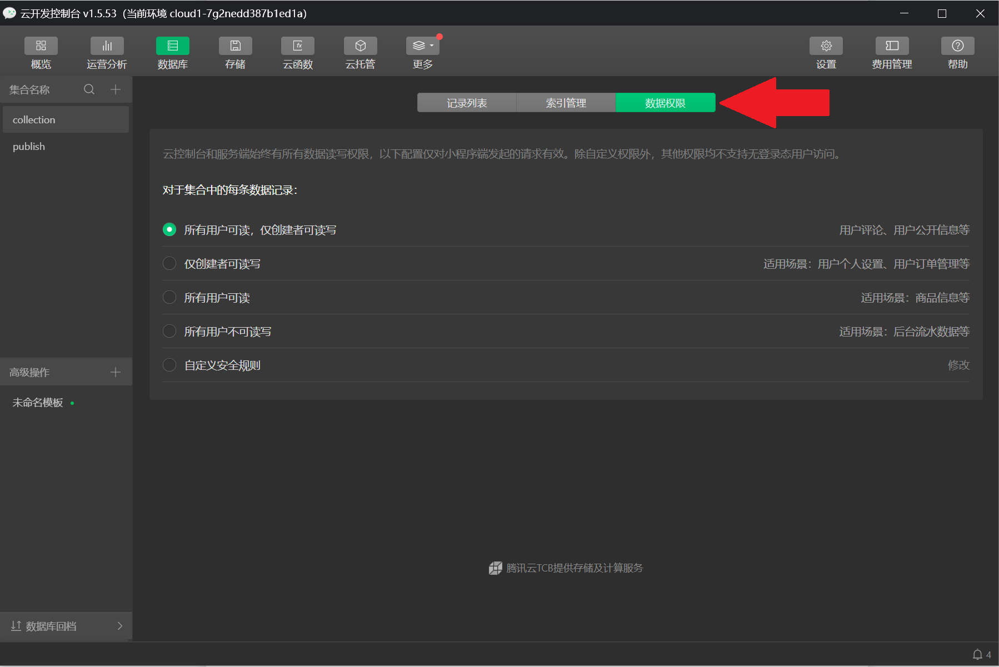 云开发控制台 v1.5.53（当前环境 cloud1-7g2nedd387b1ed1a）
概览
运营分析
数据库
存储
云函数
云托管
更多
设置
费用管理
帮助
集合名称
collection
publish
高级操作
未命名模板
数据库回档
记录列表
索引管理
数据权限
云控制台和服务端始终有所有数据读写权限，以下配置仅对小程序端发起的请求有效。除自定义权限外，其他权限均不支持无登录态用户访问。
对于集合中的每条数据记录：
所有用户可读，仅创建者可读写
用户评论、用户公开信息等
仅创建者可读写
适用场景：用户个人设置、用户订单管理等
所有用户可读
适用场景：商品信息等
所有用户不可读写
适用场景：后台流水数据等
自定义安全规则
修改
腾讯云TCB提供存储及计算服务
4